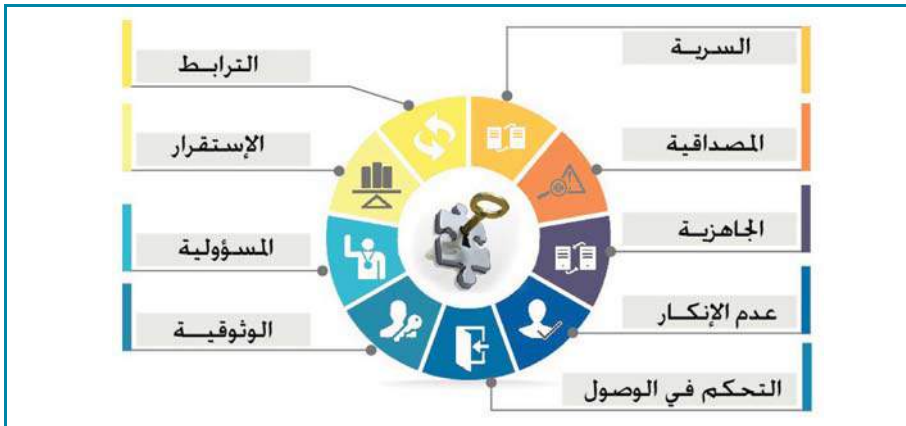 السرية
المصداقية
الجاهزية
عدم الإنكار
التحكم في الوصول
الترابط
الإستقرار
المسؤولية
الوثوقية